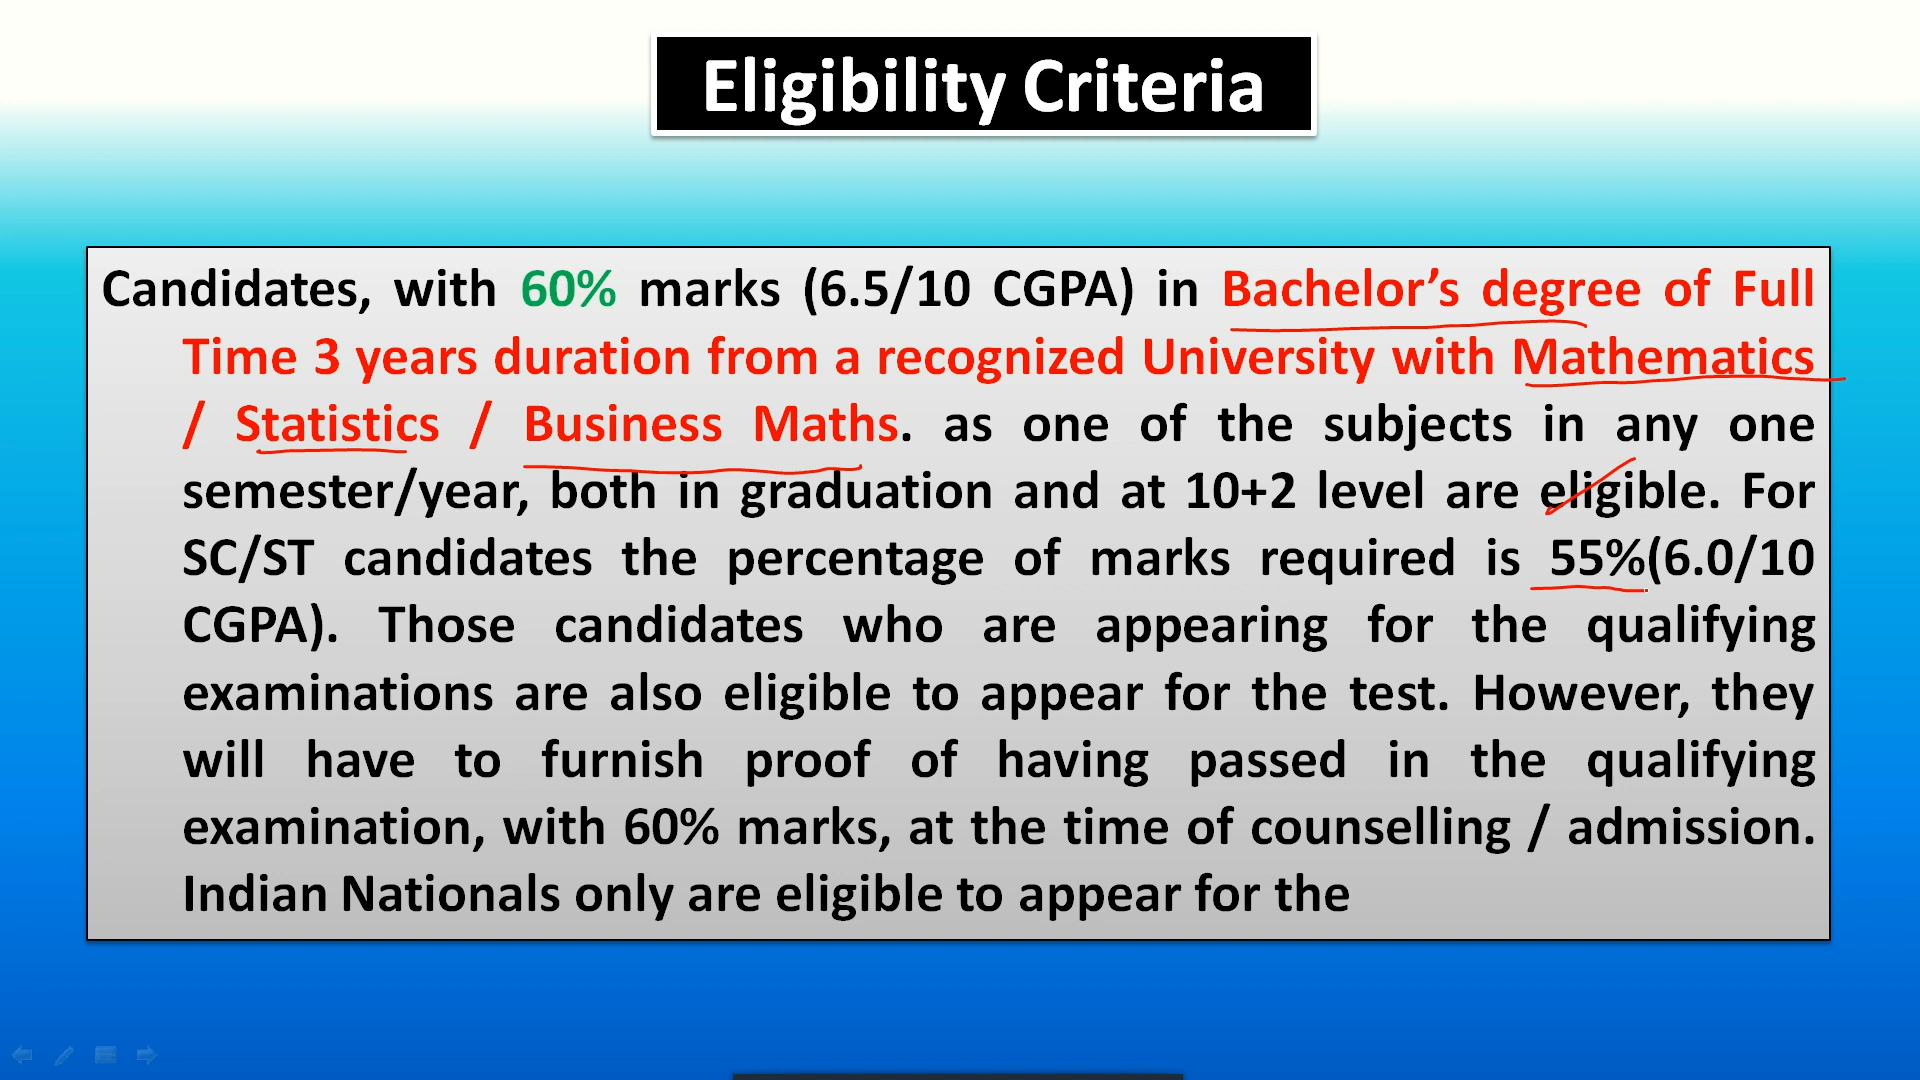 Eligibility Criteria
Candidates, with 60% marks (6.5/10 CGPA) in Bachelor’s degree of Full
Time 3 years duration from a recognized University with Mathematics
/ Statistics / Business Maths. as one of the subjects in any one
semester/year, both in graduation and at 10+2 level are eligible. For
SC/ST candidates the percentage of marks required is 55%(6.0/10
CGPA). Those candidates who are appearing for the qualifying
examinations are also eligible to appear for the test. However, they
will have to furnish proof of having passed in the qualifying
examination, with 60% marks, at the time of counselling / admission.
Indian Nationals only are eligible to appear for the